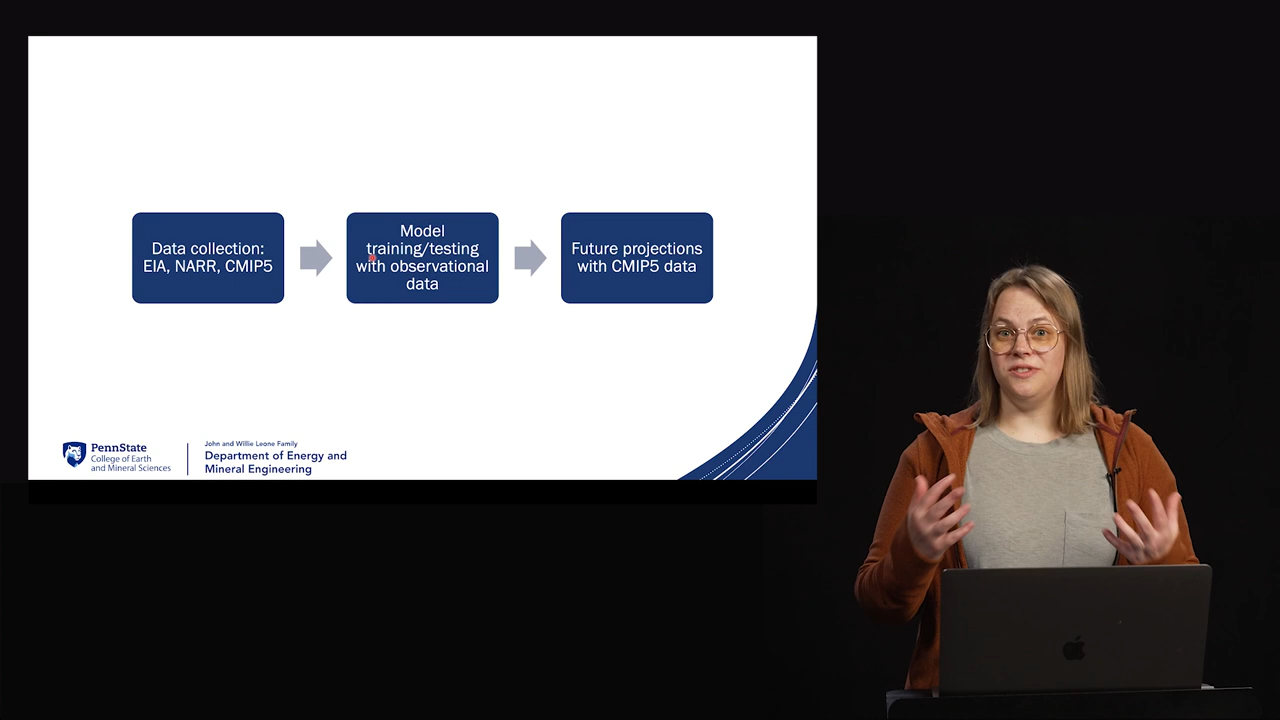 Data collection:
EIA, NARR, CMIP5
Model
training/testing
with observational
data
Future projections
with CMIP5 data
PennState
College of Earth
and Mineral Sciences
John and Willie Leone Family
Department of Energy and
Mineral Engineering